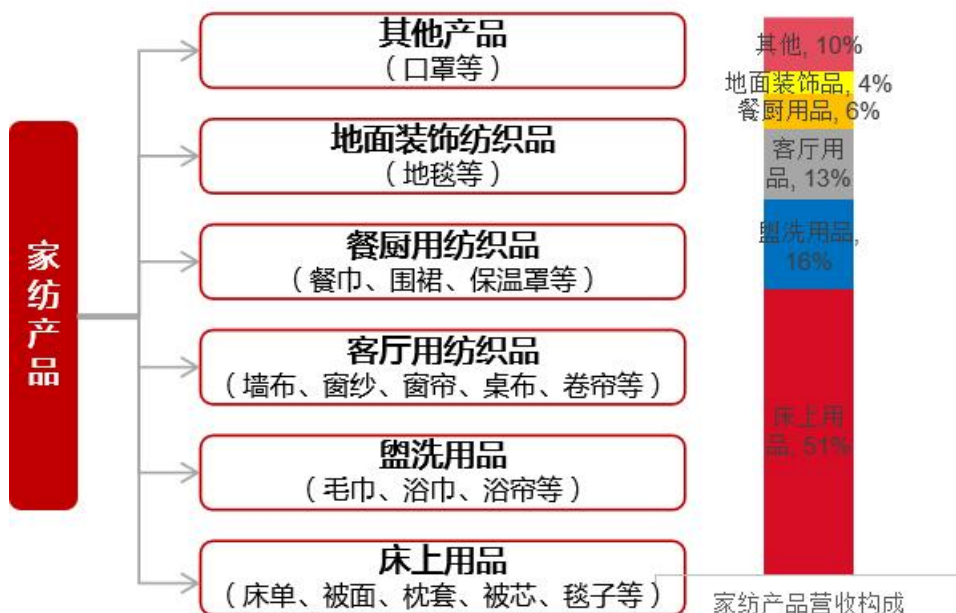 家纺产品
其他产品
（口罩等）
地面装饰纺织品
（地毯等）
餐厨用纺织品
（餐巾、围裙、保温罩等）
客厅用纺织品
（墙布、窗纱、窗帘、桌布、卷帘等）
盥洗用品
（毛巾、浴巾、浴帘等）
床上用品
（床单、被面、枕套、被芯、毯子等）
其他, 10%
地面装饰品, 4%
餐厨用品, 6%
客厅用
品, 13%
盥洗用品,
16%
床上用
品, 51%
家纺产品营收构成